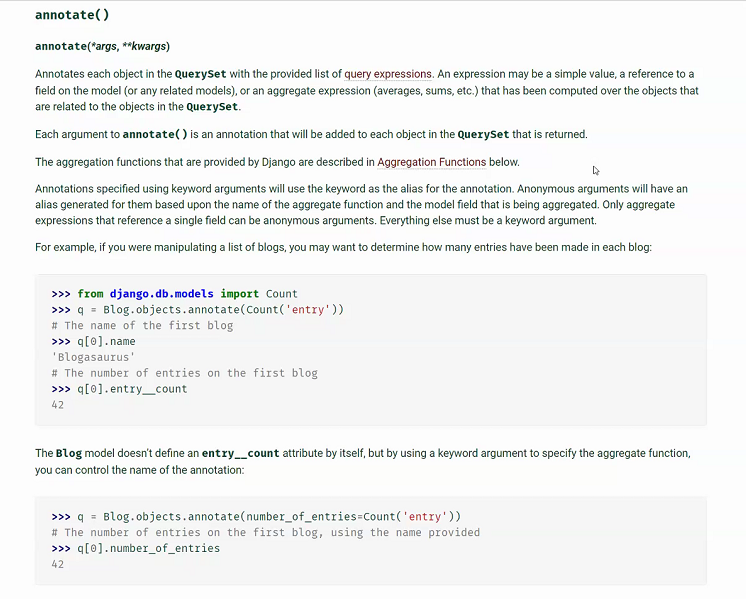 annotate()
annotate(*args, **kwargs)
Annotates each object in the QuerySet with the provided list of query expressions. An expression may be a simple value, a reference to a
field on the model (or any related models), or an aggregate expression (averages, sums, etc.) that has been computed over the objects that
are related to the objects in the QuerySet.
Each argument to annotate() is an annotation that will be added to each object in the QuerySet that is returned.
The aggregation functions that are provided by Django are described in Aggregation Functions below.
Annotations specified using keyword arguments will use the keyword as the alias for the annotation. Anonymous arguments will have an
alias generated for them based upon the name of the aggregate function and the model field that is being aggregated. Only aggregate
expressions that reference a single field can be anonymous arguments. Everything else must be a keyword argument.
For example, if you were manipulating a list of blogs, you may want to determine how many entries have been made in each blog:
>>> from django.db.models import Count
>>> q = Blog.objects.annotate(Count('entry'))
# The name of the first blog
>>> q[0].name
'Blogasaurus'
# The number of entries on the first blog
>>> q[0].entry__count
42
The Blog model doesn't define an entry__count attribute by itself, but by using a keyword argument to specify the aggregate function,
you can control the name of the annotation:
>>> q = Blog.objects.annotate(number_of_entries=Count('entry'))
# The number of entries on the first blog, using the name provided
>>> q[0].number_of_entries
42